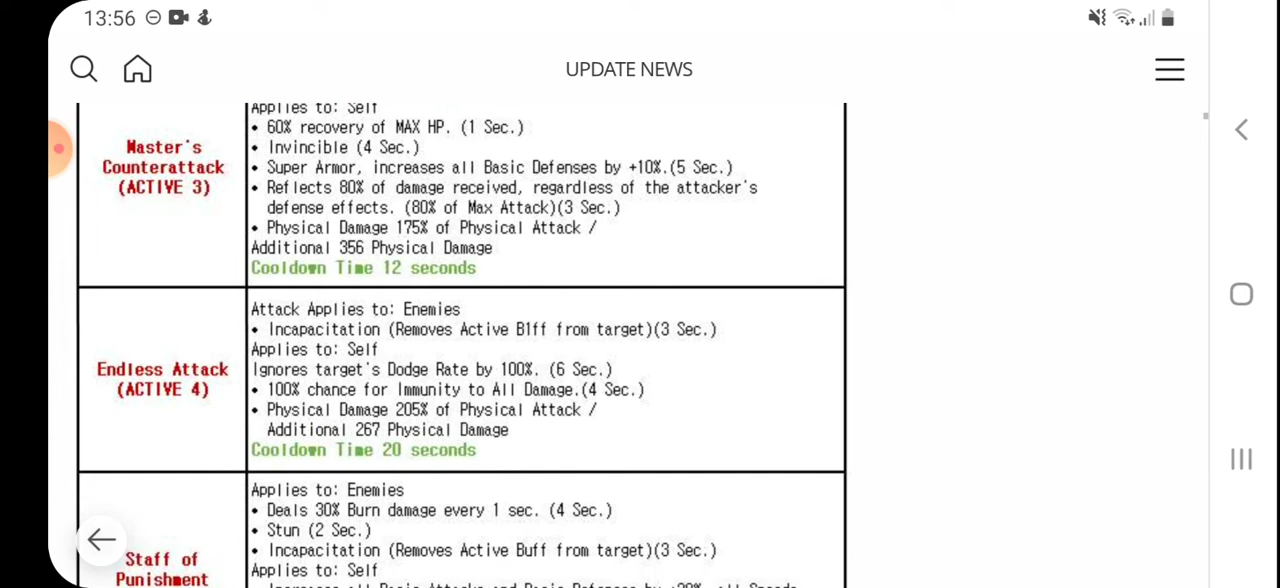 13:56
UPDATE NEWS
Applies to: Self
• 60% recovery of MAX HP. (1 Sec.)
Master's
• Invincible (4 Sec.)
Counterattack
• Super Armor, increases all Basic Defenses by +10%.(5 Sec.)
(ACTIVE 3)
• Reflects 80% of damage received, regardless of the attacker's
defense effects. (80% of Max Attack)(3 Sec.)
• Physical Damage 175% of Physical Attack /
Additional 356 Physical Damage
Cooldown Time 12 seconds
Attack Applies to: Enemies
• Incapacitation (Removes Active B1ff from target)(3 Sec.)
Applies to: Self
Endless Attack
Ignores target's Dodge Rate by 100%. (6 Sec.)
(ACTIVE 4)
• 100% chance for Immunity to All Damage.(4 Sec.)
• Physical Damage 205% of Physical Attack /
Additional 267 Physical Damage
Cooldown Time 20 seconds
Applies to: Enemies
• Deals 30% Burn damage every 1 sec. (4 Sec.)
• Stun (2 Sec.)
• Incapacitation (Removes Active Buff from target)(3 Sec.)
Staff of
Applies to: Self
Punishment